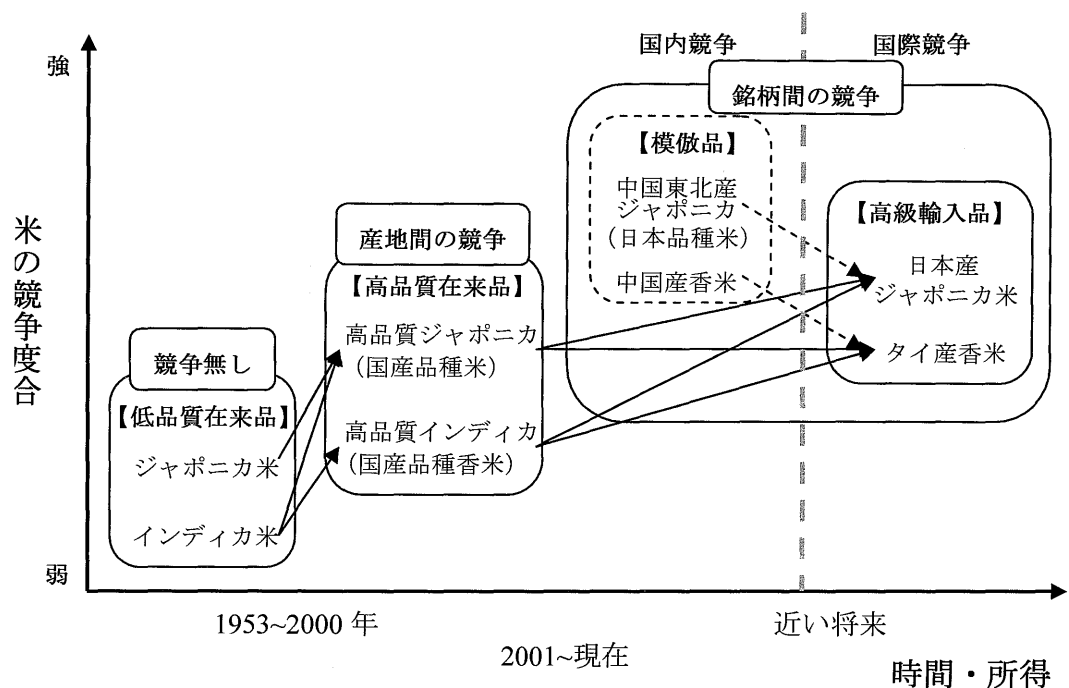 強
国内競争
国際競争
銘柄間の競争
【模倣品】
中国東北産
ジャポニカ
(日本品種米)
中国産香米
【高級輸入品】
日本産
ジャポニカ米
タイ産香米
産地間の競争
【高品質在来品】
高品質ジャポニカ
(国産品種米)
高品質インディカ
(国産品種香米)
競争無し
【低品質在来品】
ジャポニカ米
インディカ米
米の競争度合
弱
1953~2000 年
2001~現在
近い将来
時間・所得